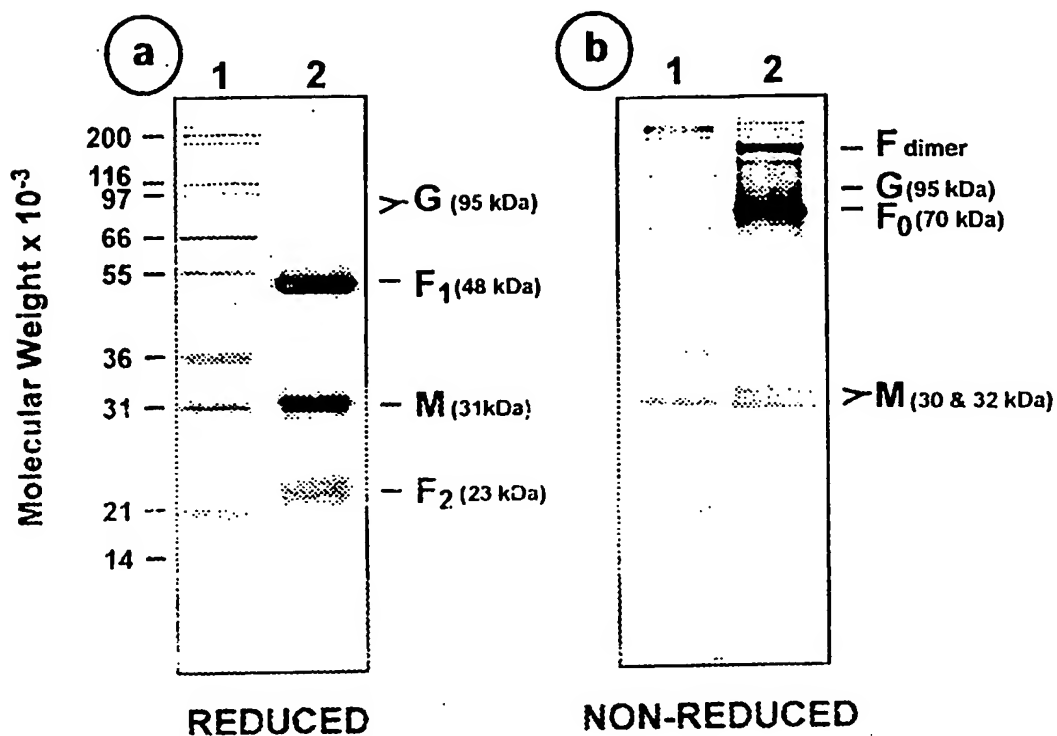 a
1 2
Molecular Weight x 10-3
200
116
97
66
55
36
31
21
14
G (95 kDa)
F1 (48 kDa)
M (31kDa)
F2 (23 kDa)
REDUCED
b
1 2
F dimer
G (95 kDa)
F0 (70 kDa)
M (30 & 32 kDa)
NON-REDUCED